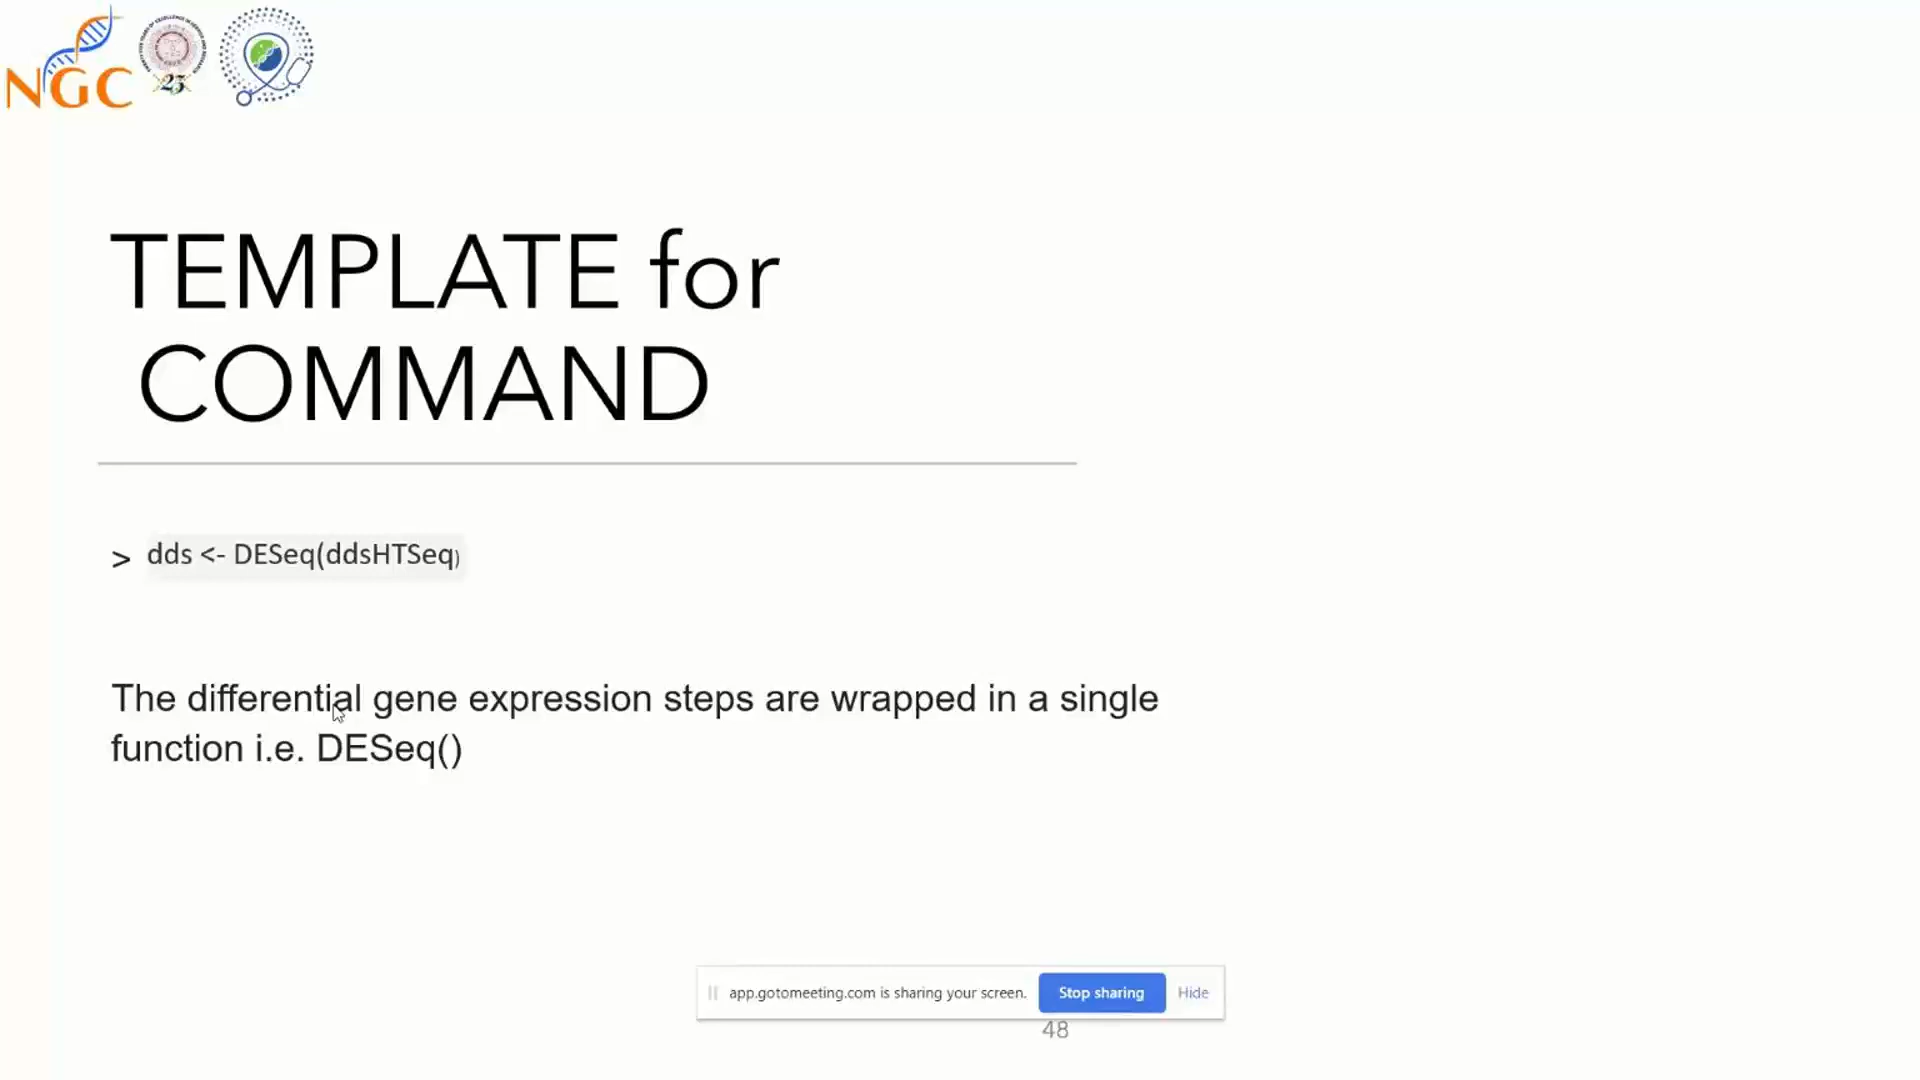 NGC
25
TEMPLATE for
COMMAND
> dds <- DESeq(ddsHTSeq)
The differential gene expression steps are wrapped in a single
function i.e. DESeq()
app.gotomeeting.com is sharing your screen. Stop sharing Hide
48